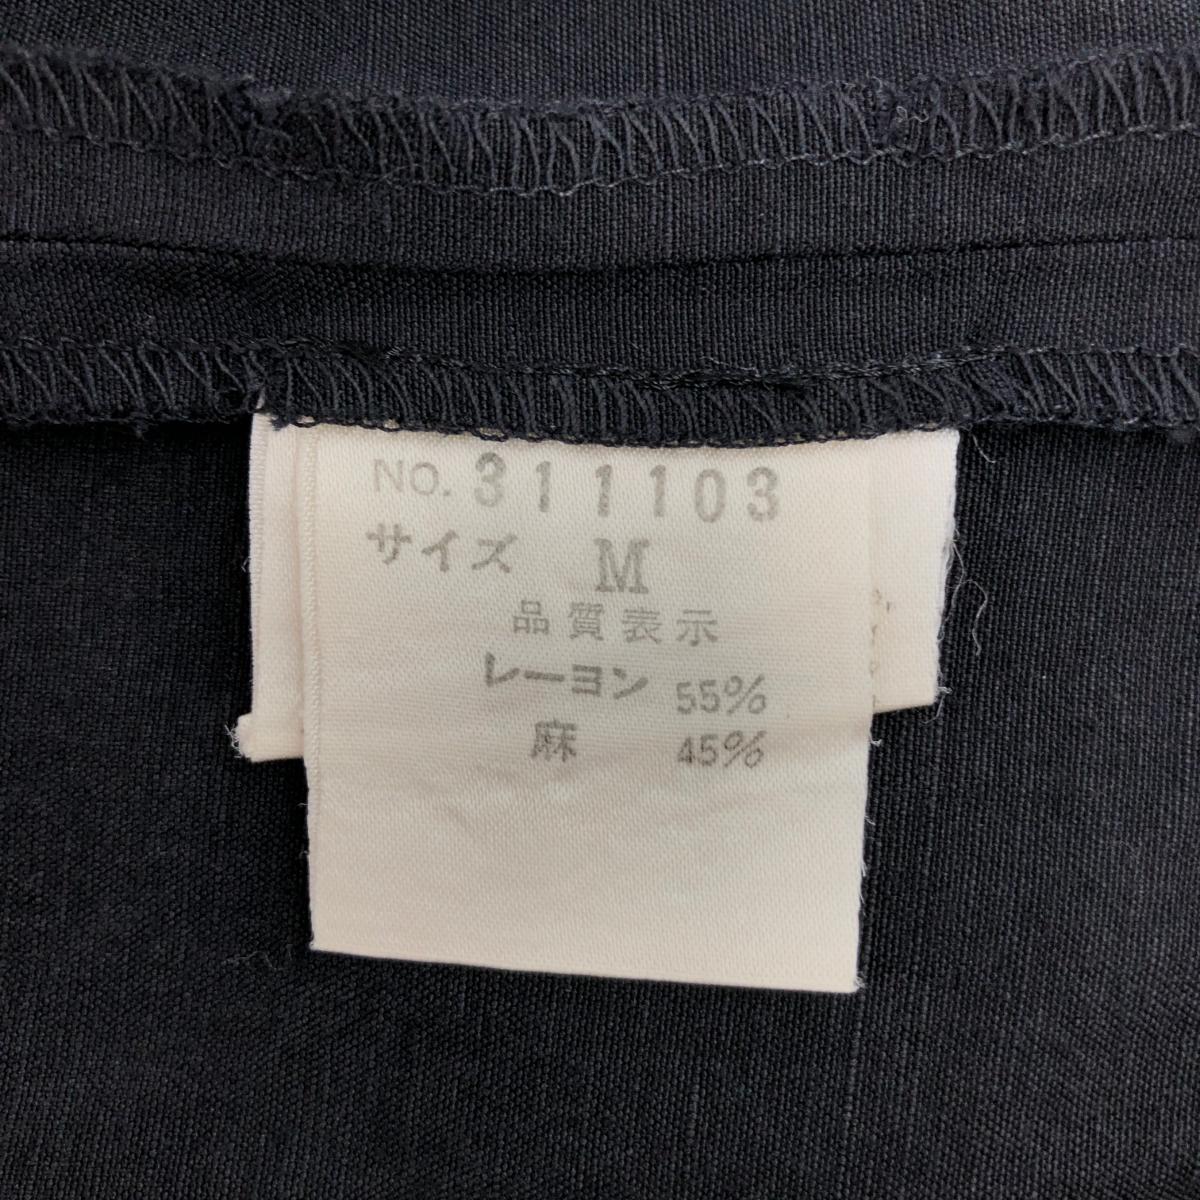 NO. 311103
サイズ M
品質表示
レーヨン 55%
麻 45%